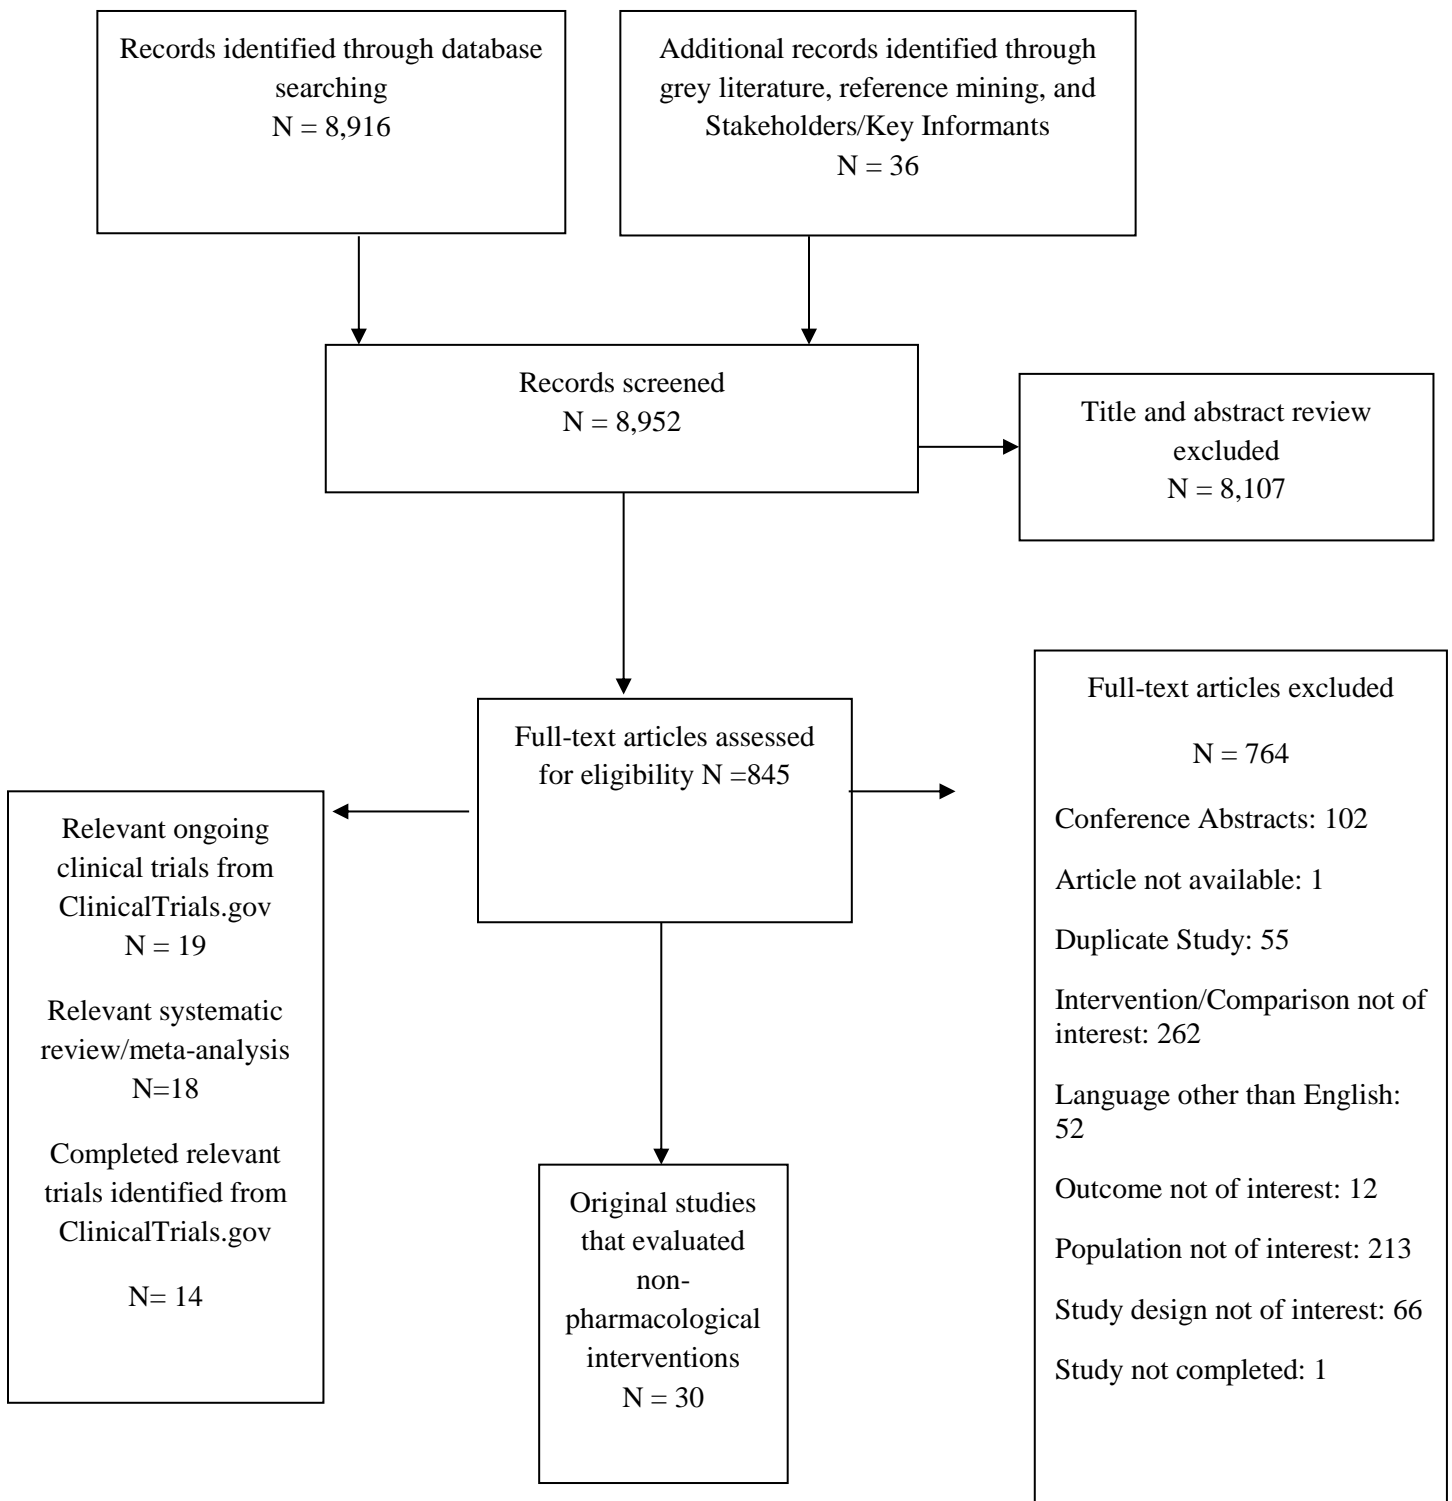 Records identified through database
searching
N = 8,916
Additional records identified through
grey literature, reference mining, and
Stakeholders/Key Informants
N = 36
Records screened
N = 8,952
Title and abstract review
excluded
N = 8,107
Full-text articles assessed
for eligibility N =845
Full-text articles excluded
N = 764
Conference Abstracts: 102
Article not available: 1
Duplicate Study: 55
Intervention/Comparison not of
interest: 262
Language other than English:
52
Outcome not of interest: 12
Population not of interest: 213
Study design not of interest: 66
Study not completed: 1
Relevant ongoing
clinical trials from
ClinicalTrials.gov
N = 19
Relevant systematic
review/meta-analysis
N=18
Completed relevant
trials identified from
ClinicalTrials.gov
N= 14
Original studies
that evaluated
non-
pharmacological
interventions
N = 30